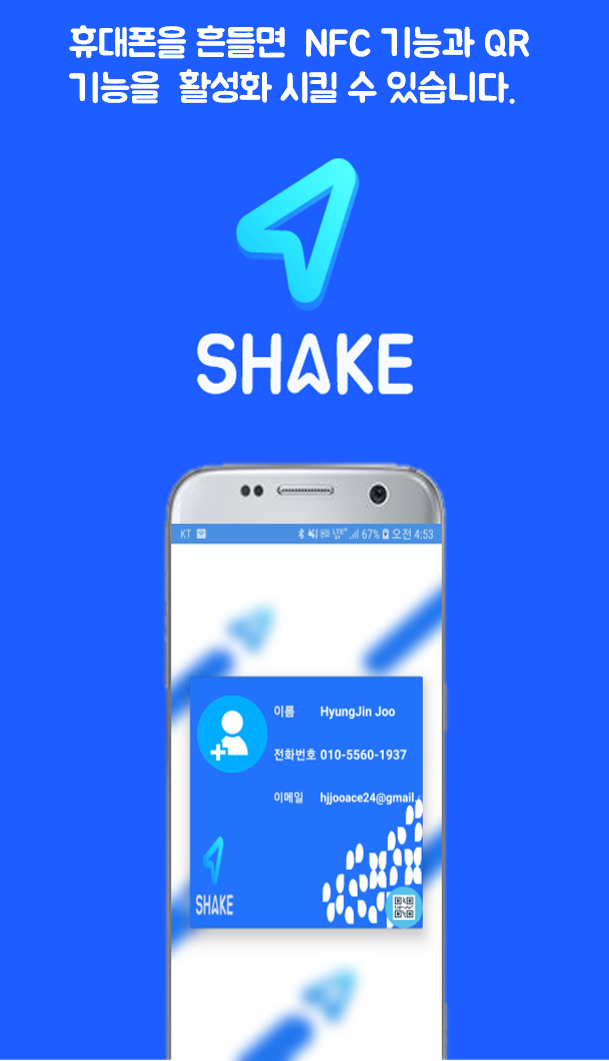 휴대폰을 흔들면 NFC 기능과 QR
기능을 활성화 시킬 수 있습니다.
SHAKE
KT 67% 오전 4:53
이름 HyungJin Joo
전화번호 010-5560-1937
이메일 hjjooace24@gmail
SHAKE